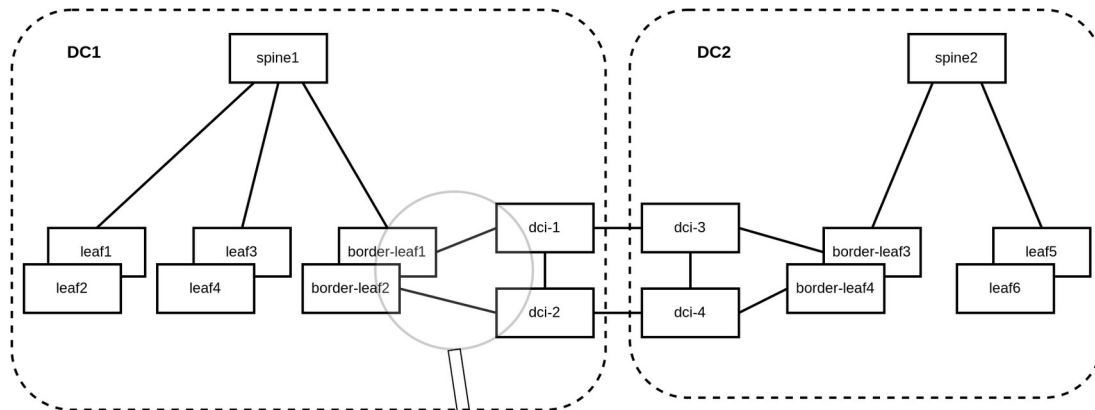 DC1
spine1
leaf1
leaf2
leaf3
leaf4
border-leaf1
border-leaf2
dci-1
dci-2
DC2
spine2
dci-3
dci-4
border-leaf3
border-leaf4
leaf5
leaf6